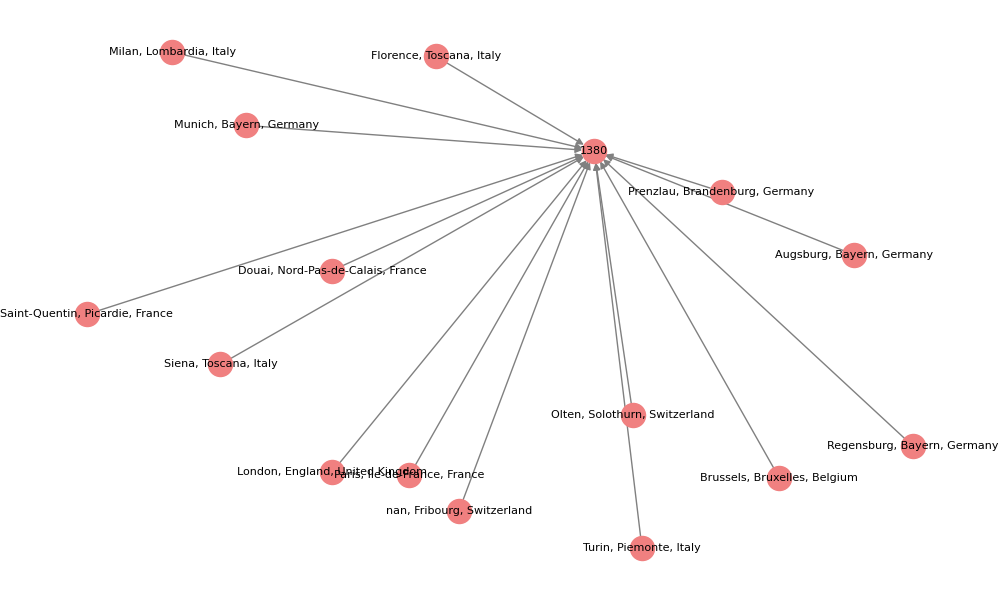 Milan, Lombardia, Italy
Florence, Toscana, Italy
Munich, Bayern, Germany
1380
Prenzlau, Brandenburg, Germany
Augsburg, Bayern, Germany
Douai, Nord-Pas-de-Calais, France
Saint-Quentin, Picardie, France
Siena, Toscana, Italy
Olten, Solothurn, Switzerland
Regensburg, Bayern, Germany
London, England, United Kingdom
Paris, Ile-de-France, France
Brussels, Bruxelles, Belgium
nan, Fribourg, Switzerland
Turin, Piemonte, Italy